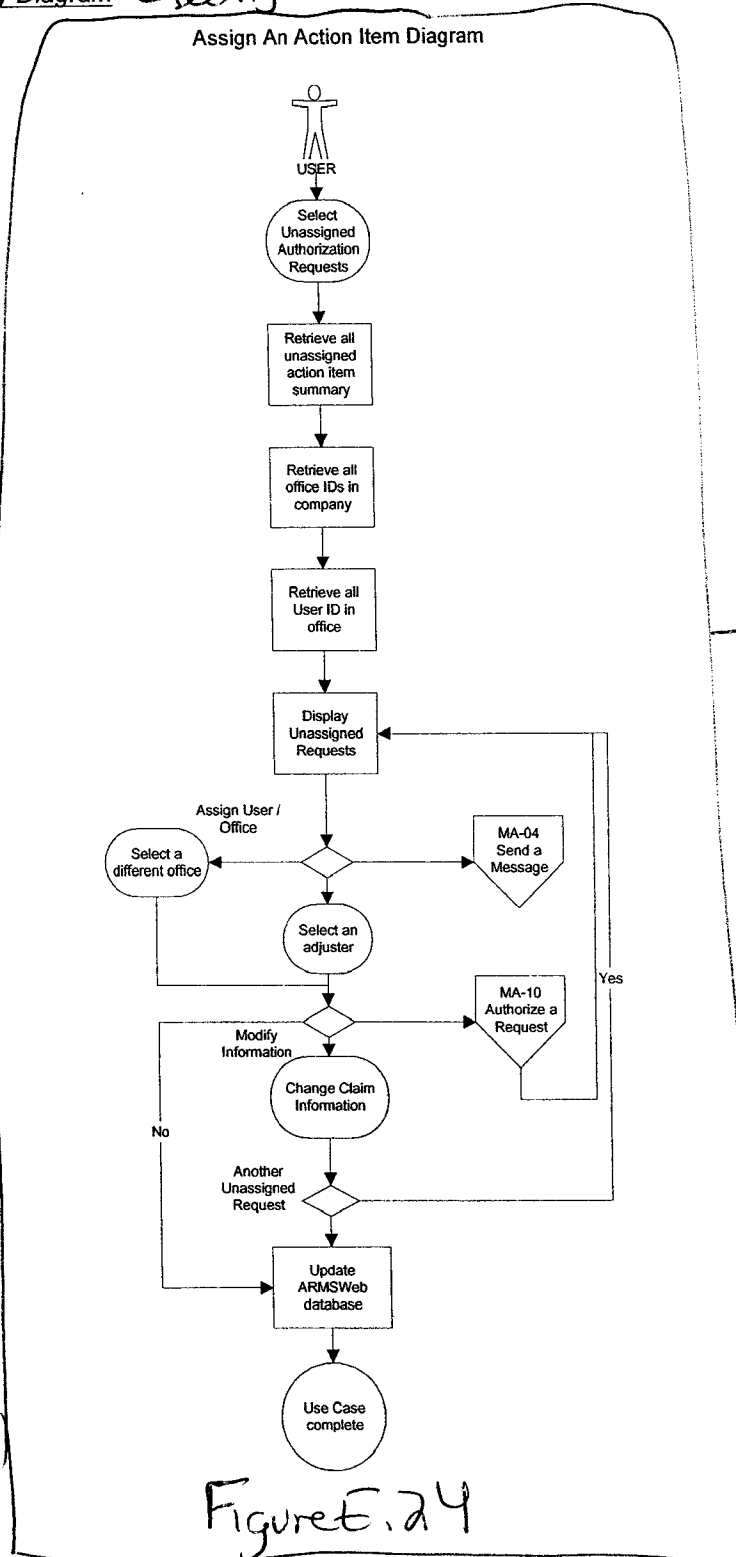 Diagram
Assign An Action Item Diagram
USER
Select
Unassigned
Authorization
Requests
Retrieve all
unassigned
action item
summary
Retrieve all
office IDs in
company
Retrieve all
User ID in
office
Display
Unassigned
Requests
Assign User /
Office
Select a
different office
MA-04
Send a
Message
Select an
adjuster
Yes
MA-10
Authorize a
Request
Modify
Information
Change Claim
Information
No
Another
Unassigned
Request
Update
ARMSWeb
database
Use Case
complete
Figure E.24